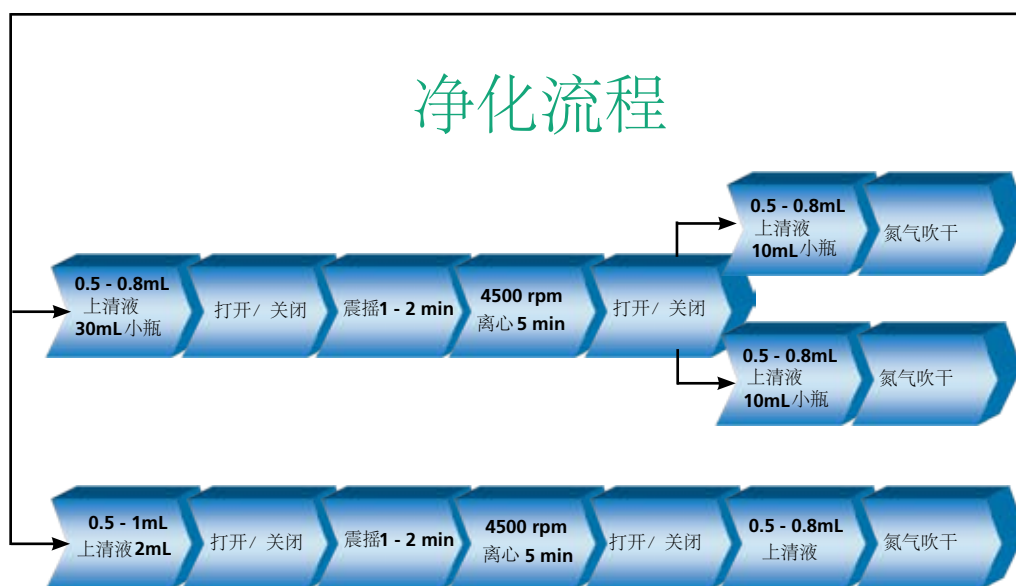 净化流程
0.5 - 0.8mL
上清液
10mL小瓶
氮气吹干
0.5 - 0.8mL
上清液
30mL小瓶
打开/ 关闭
震摇1 - 2 min
4500 rpm
离心5 min
打开/ 关闭
0.5 - 0.8mL
上清液
10mL小瓶
氮气吹干
0.5 - 1mL
上清液2mL
打开/ 关闭
震摇1 - 2 min
4500 rpm
离心5 min
打开/ 关闭
0.5 - 0.8mL
上清液
氮气吹干